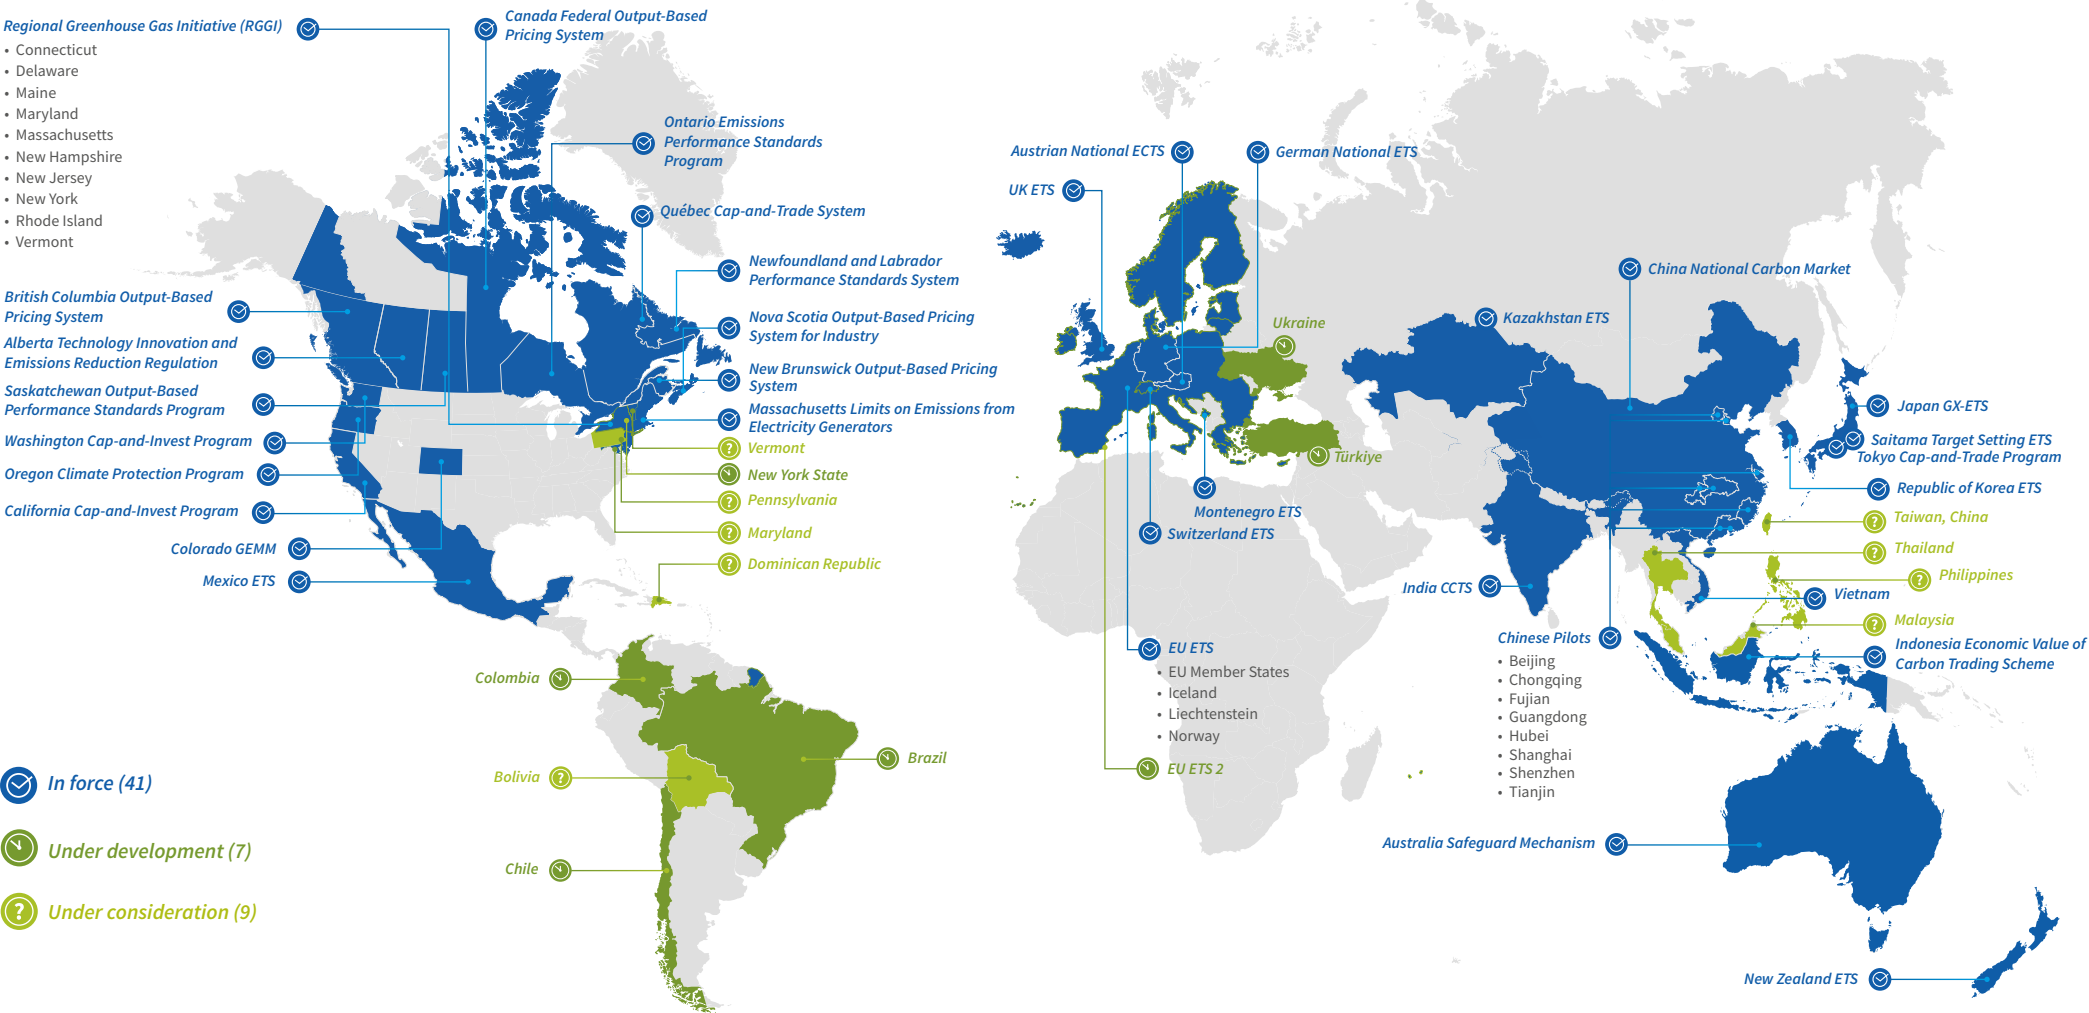 Regional Greenhouse Gas Initiative (RGGI)
• Connecticut
• Delaware
• Maine
• Maryland
• Massachusetts
• New Hampshire
• New Jersey
• New York
• Rhode Island
• Vermont
Canada Federal Output-Based
Pricing System
Ontario Emissions
Performance Standards
Program
Québec Cap-and-Trade System
Newfoundland and Labrador
Performance Standards System
Nova Scotia Output-Based Pricing
System for Industry
New Brunswick Output-Based Pricing
System
Massachusetts Limits on Emissions from
Electricity Generators
? Vermont
New York State
? Pennsylvania
? Maryland
? Dominican Republic
British Columbia Output-Based
Pricing System
Alberta Technology Innovation and
Emissions Reduction Regulation
Saskatchewan Output-Based
Performance Standards Program
Washington Cap-and-Invest Program
Oregon Climate Protection Program
California Cap-and-Invest Program
Colorado GEMM
Mexico ETS
Colombia
Brazil
Bolivia ?
Chile
In force (41)
Under development (7)
? Under consideration (9)
Austrian National ECTS
German National ETS
UK ETS
Ukraine
Türkiye
Montenegro ETS
Switzerland ETS
EU ETS
• EU Member States
• Iceland
• Liechtenstein
• Norway
EU ETS 2
China National Carbon Market
Kazakhstan ETS
Japan GX-ETS
Saitama Target Setting ETS
Tokyo Cap-and-Trade Program
Republic of Korea ETS
? Taiwan, China
? Thailand
? Philippines
Vietnam
? Malaysia
Indonesia Economic Value of
Carbon Trading Scheme
India CCTS
Chinese Pilots
• Beijing
• Chongqing
• Fujian
• Guangdong
• Hubei
• Shanghai
• Shenzhen
• Tianjin
Australia Safeguard Mechanism
New Zealand ETS